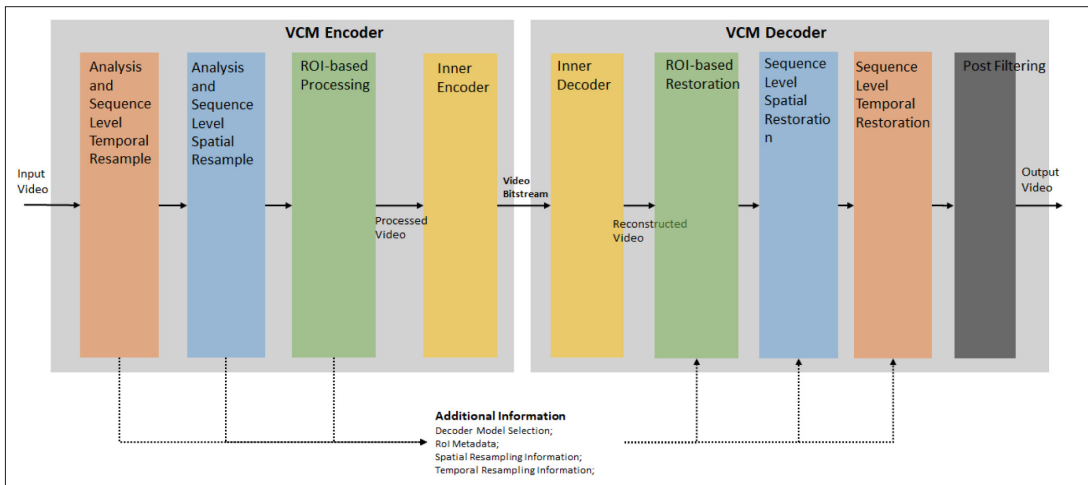 VCM Encoder
Analysis
and
Sequence
Level
Temporal
Resample
Analysis
and
Sequence
Level
Spatial
Resample
ROI-based
Processing
Inner
Encoder
VCM Decoder
Inner
Decoder
ROI-based
Restoration
Sequence
Level
Spatial
Restoratio
n
Sequence
Level
Temporal
Restoration
Post Filtering
Input
Video
Processed
Video
Video
Bitstream
Reconstructed
Video
Output
Video
Additional Information
Decoder Model Selection;
RoI Metadata;
Spatial Resampling Information;
Temporal Resampling Information;